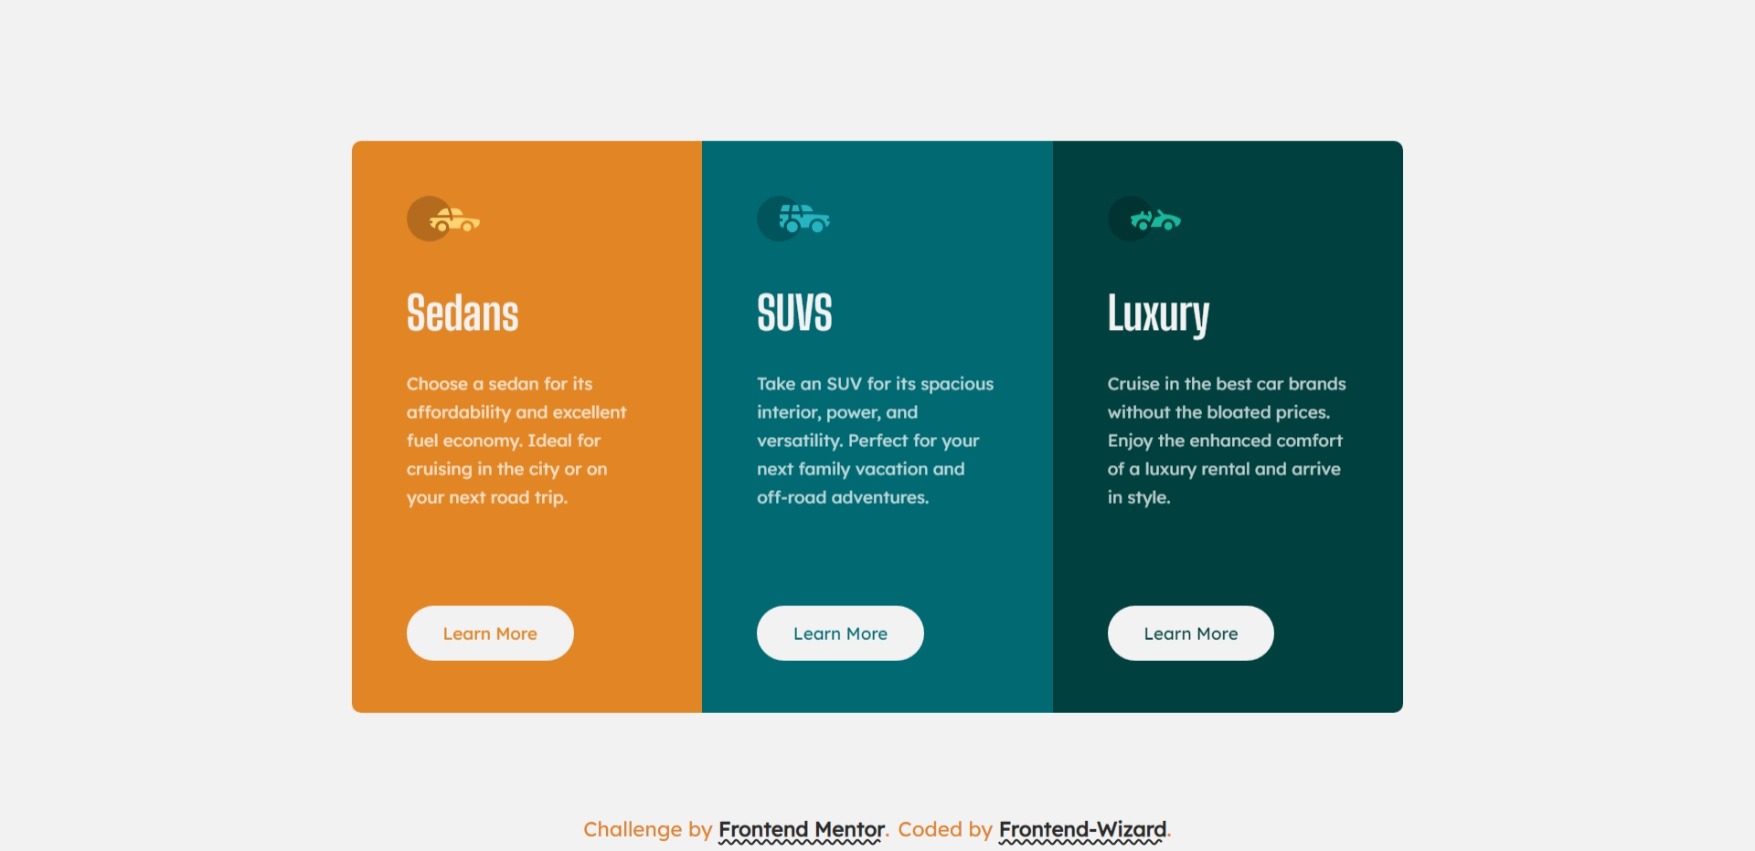 Sedans
Choose a sedan for its
affordability and excellent
fuel economy. Ideal for
cruising in the city or on
your next road trip.
Learn More
SUVS
Take an SUV for its spacious
interior, power, and
versatility. Perfect for your
next family vacation and
off-road adventures.
Learn More
Luxury
Cruise in the best car brands
without the bloated prices.
Enjoy the enhanced comfort
of a luxury rental and arrive
in style.
Learn More
Challenge by Frontend Mentor. Coded by Frontend-Wizard.